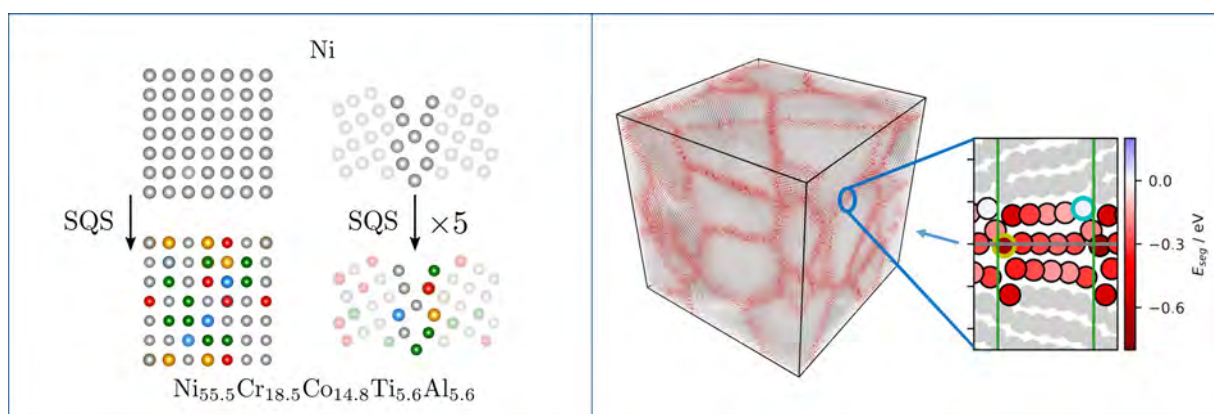 Ni
SQS
SQS
×5
Ni55.5Cr18.5Co14.8Ti5.6Al5.6
0.0
−0.3
−0.6
Eseg / eV